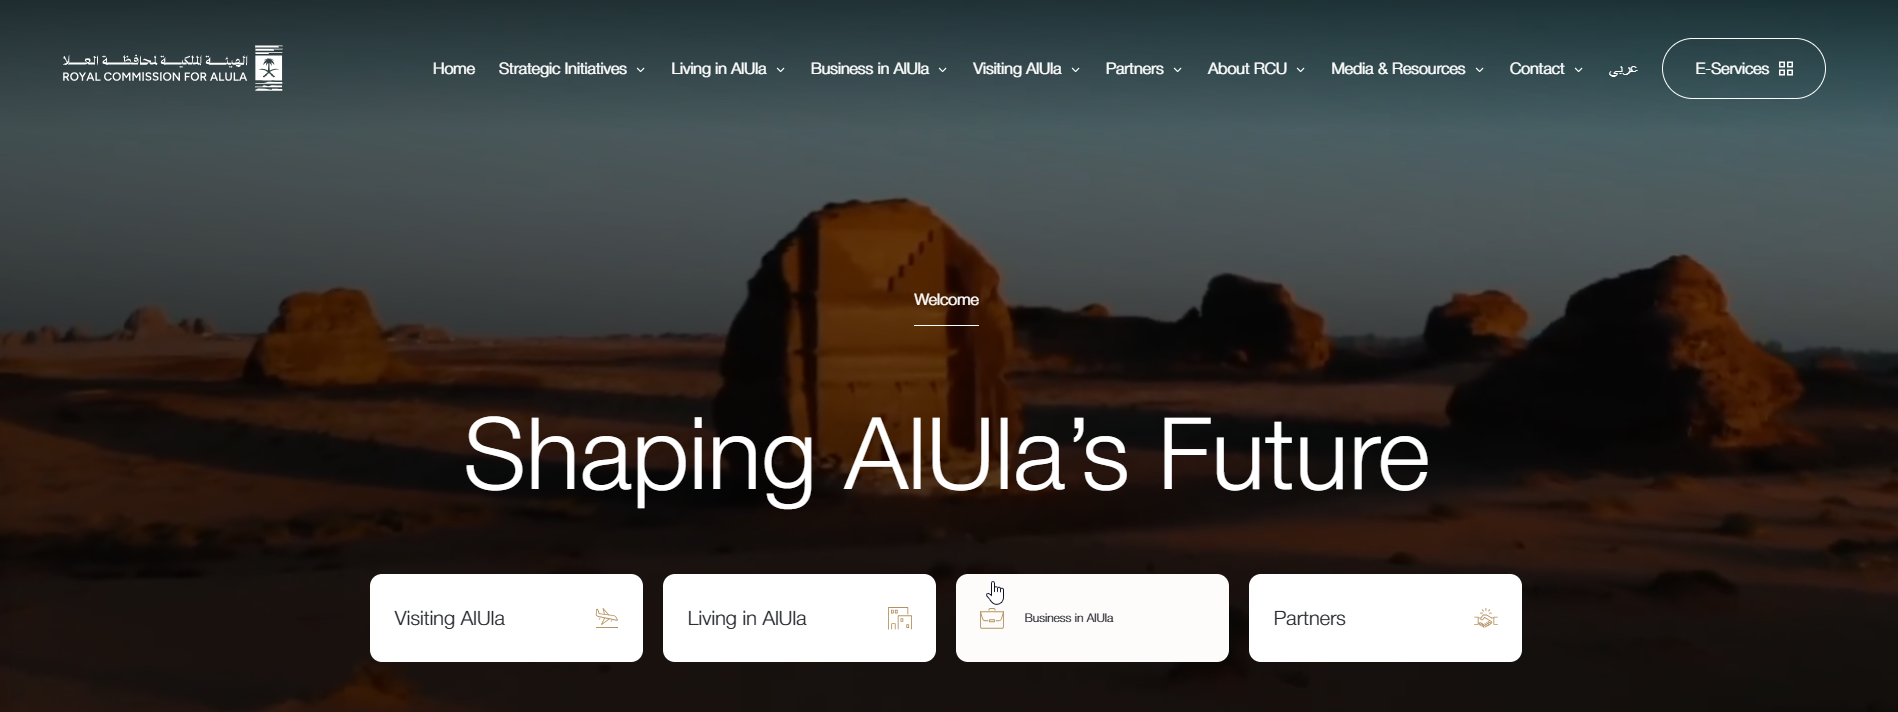 الهيئة الملكية لمحافظة العلا
ROYAL COMMISSION FOR ALULA
Home
Strategic Initiatives
Living in AlUla
Business in AlUla
Visiting AlUla
Partners
About RCU
Media & Resources
Contact
عربي
E-Services
Welcome
Shaping AlUla’s Future
Visiting AlUla
Living in AlUla
Business in AlUla
Partners